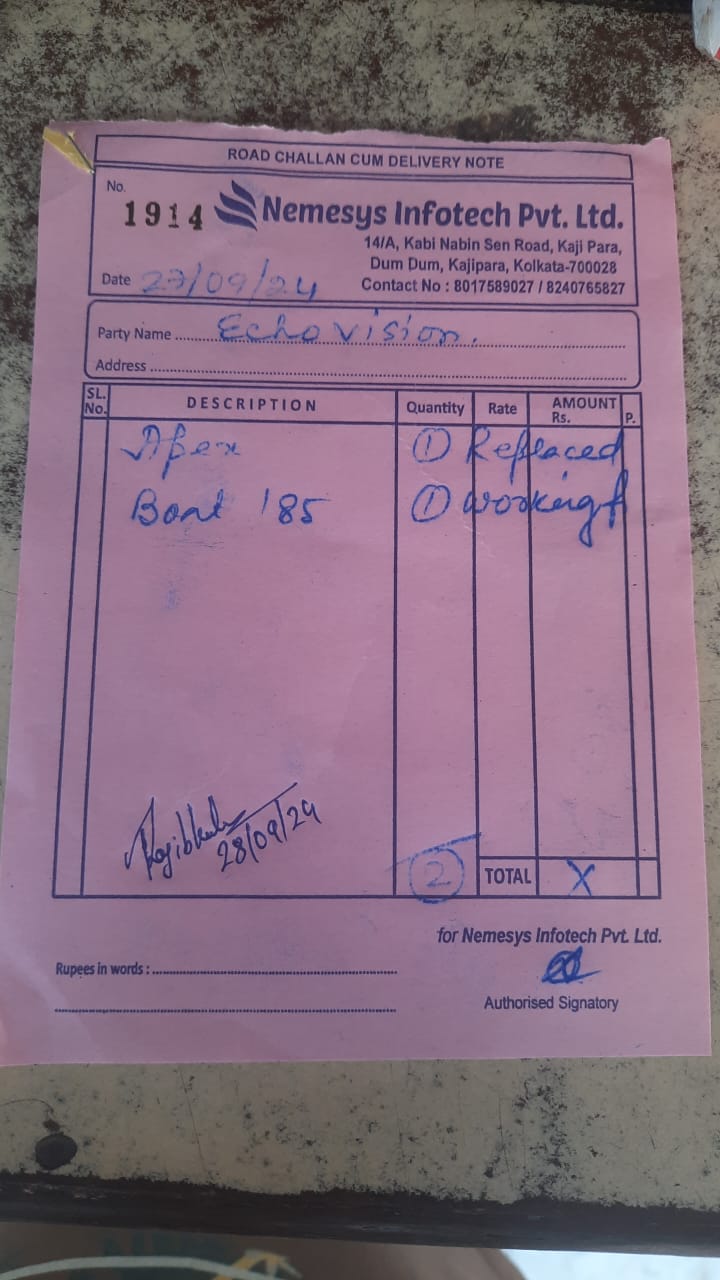 ROAD CHALLAN CUM DELIVERY NOTE
No.
1914
Nemesys Infotech Pvt. Ltd.
14/A, Kabi Nabin Sen Road, Kaji Para,
Dum Dum, Kajipara, Kolkata-700028
Date 27/09/24
Contact No : 8017589027 / 8240765827
Party Name Echo vision.
Address
SL. No. DESCRIPTION Quantity Rate AMOUNT Rs. P.
Apex 1 Replaced
Boat '85 1 working
28/09/24
2 TOTAL X
for Nemesys Infotech Pvt. Ltd.
Rupees in words :
Authorised Signatory